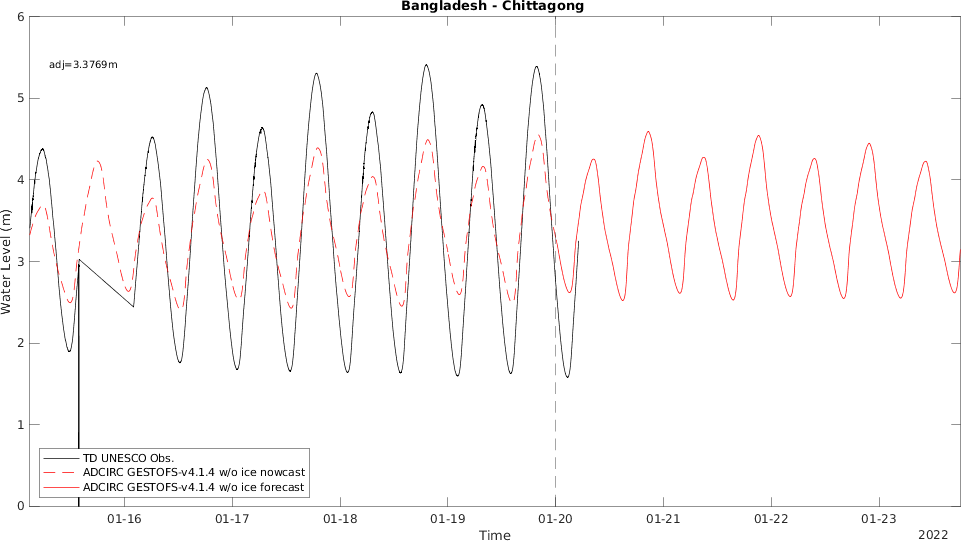 Bangladesh - Chittagong
adj=3.3769m
6
5
4
3
2
1
0
Water Level (m)
TD UNESCO Obs.
ADCIRC GESTOFS-v4.1.4 w/o ice nowcast
ADCIRC GESTOFS-v4.1.4 w/o ice forecast
01-16 01-17 01-18 01-19 01-20 01-21 01-22 01-23
Time
2022